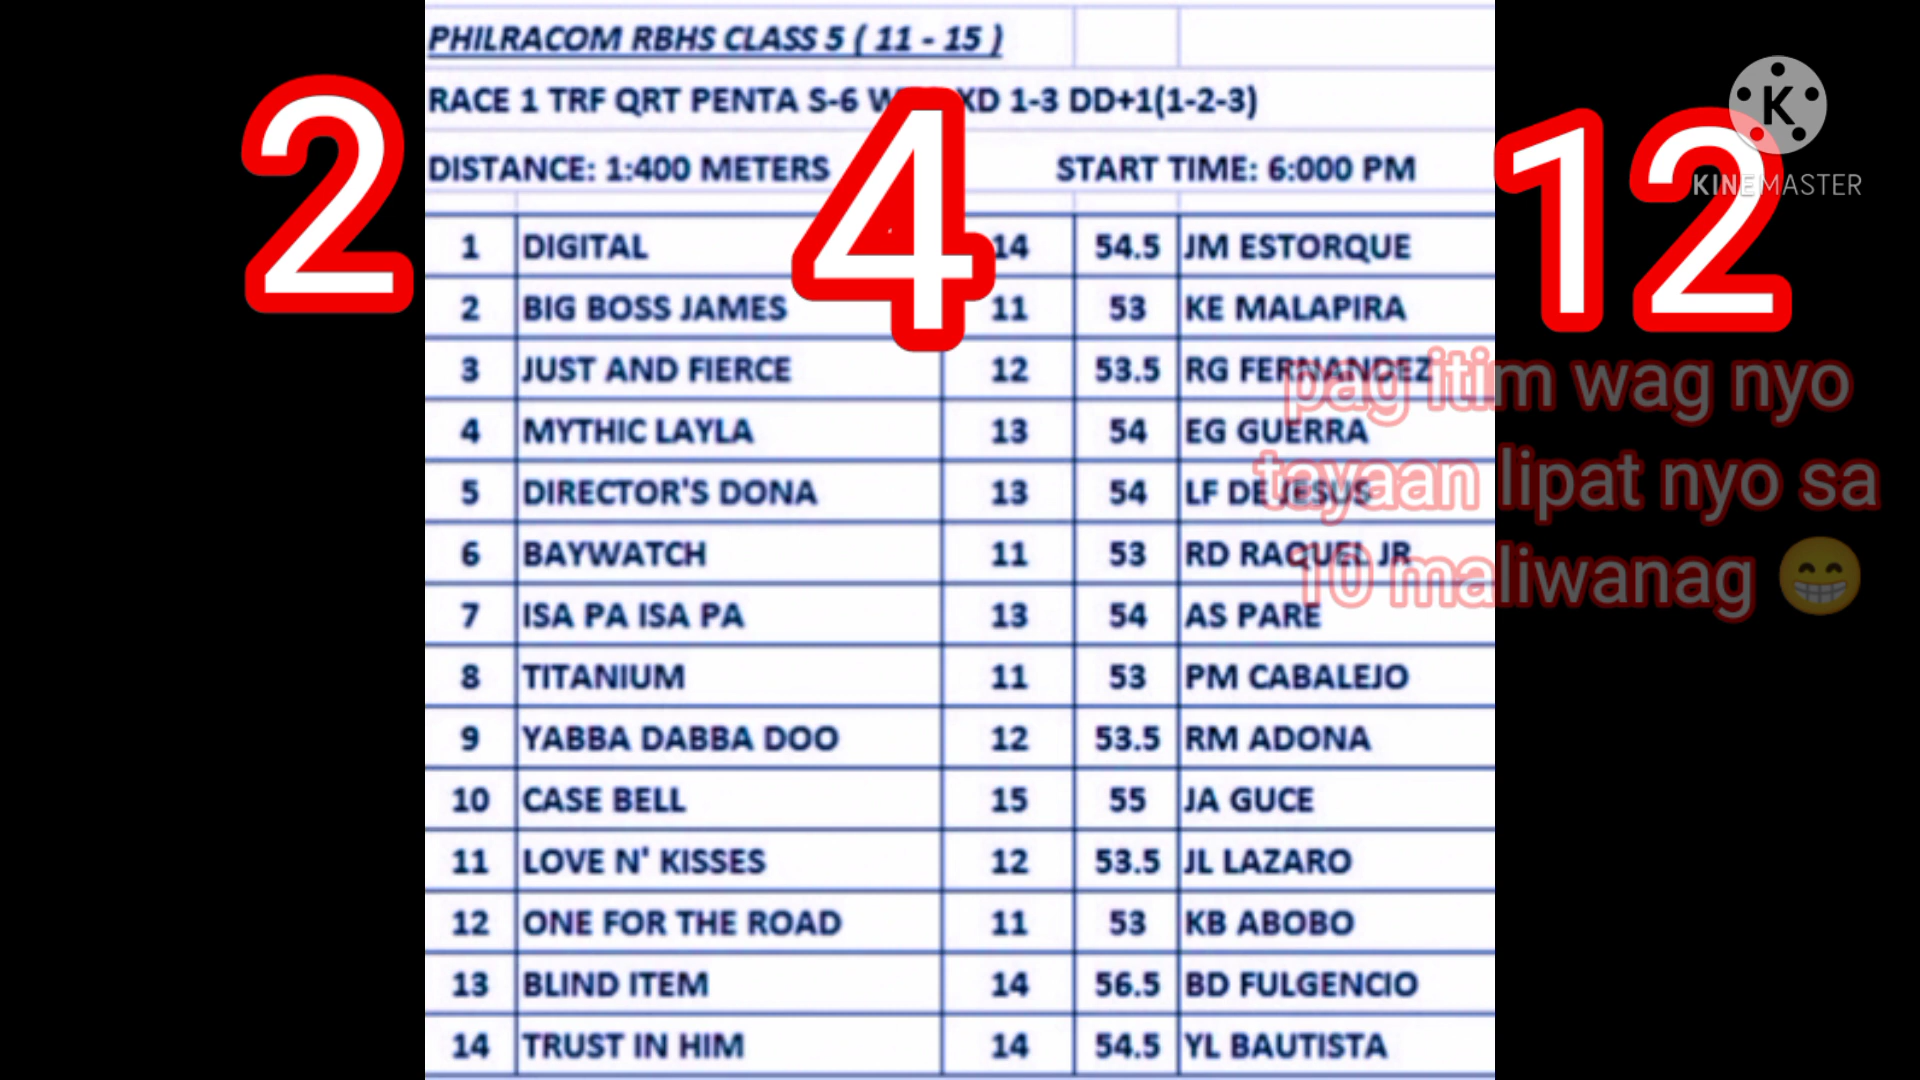 PHILRACOM RBHS CLASS 5 ( 11 - 15 )
RACE 1 TRF QRT PENTA S-6 XD 1-3 DD+1(1-2-3)
DISTANCE: 1:400 METERS START TIME: 6:000 PM
2 4 12
K
KINEMASTER
1 DIGITAL 14 54.5 JM ESTORQUE
2 BIG BOSS JAMES 11 53 KE MALAPIRA
3 JUST AND FIERCE 12 53.5 RG FERNANDEZ
4 MYTHIC LAYLA 13 54 EG GUERRA
5 DIRECTOR'S DONA 13 54 LF DE JESUS
6 BAYWATCH 11 53 RD RAQUEL JR
7 ISA PA ISA PA 13 54 AS PARE
8 TITANIUM 11 53 PM CABALEJO
9 YABBA DABBA DOO 12 53.5 RM ADONA
10 CASE BELL 15 55 JA GUCE
11 LOVE N' KISSES 12 53.5 JL LAZARO
12 ONE FOR THE ROAD 11 53 KB ABOBO
13 BLIND ITEM 14 56.5 BD FULGENCIO
14 TRUST IN HIM 14 54.5 YL BAUTISTA
pag itim wag nyo
tayaan lipat nyo sa
10 maliwanag 😁